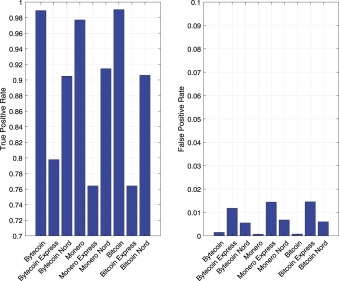 True Positive Rate
1
0.98
0.96
0.94
0.92
0.9
0.88
0.86
0.84
0.82
0.8
0.78
0.76
0.74
0.72
0.7
Bytecoin
Bytecoin Express
Bytecoin Nord
Monero
Monero Express
Monero Nord
Bitcoin
Bitcoin Express
Bitcoin Nord
False Positive Rate
0.1
0.09
0.08
0.07
0.06
0.05
0.04
0.03
0.02
0.01
0
Bytecoin
Bytecoin Express
Bytecoin Nord
Monero
Monero Express
Monero Nord
Bitcoin
Bitcoin Express
Bitcoin Nord